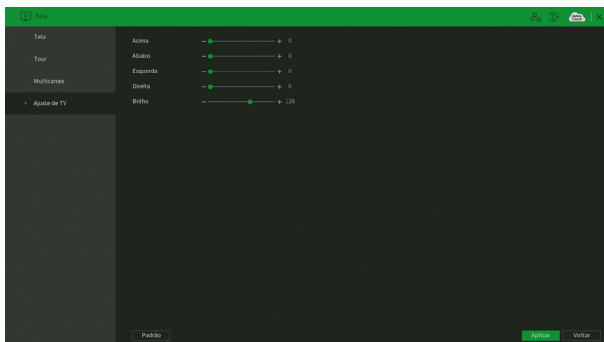 Tela
Tela
Tour
Multicanais
Ajuste de TV
Acima - + 0
Abaixo - + 0
Esquerda - + 0
Direita - + 0
Brilho - + 128
Padrão
Aplicar Voltar